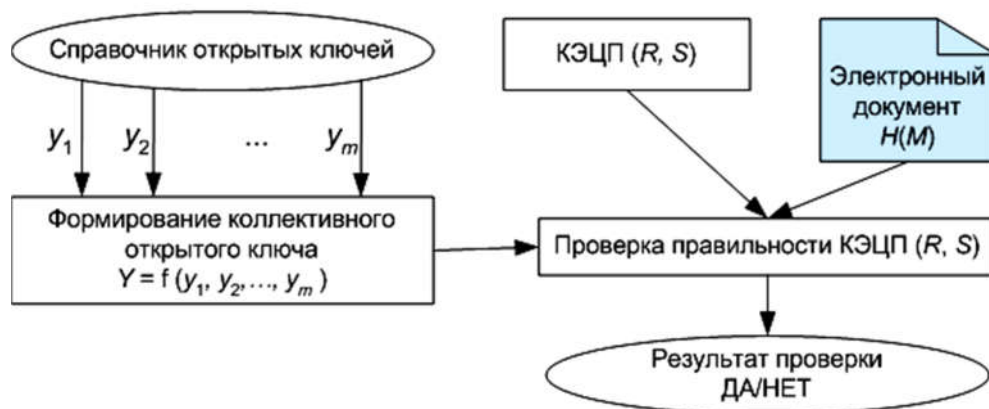 Справочник открытых ключей
y1 y2 ... ym
Формирование коллективного
открытого ключа
Y = f (y1, y2,..., ym )
КЭЦП (R, S)
Электронный
документ
H(M)
Проверка правильности КЭЦП (R, S)
Результат проверки
ДА/НЕТ